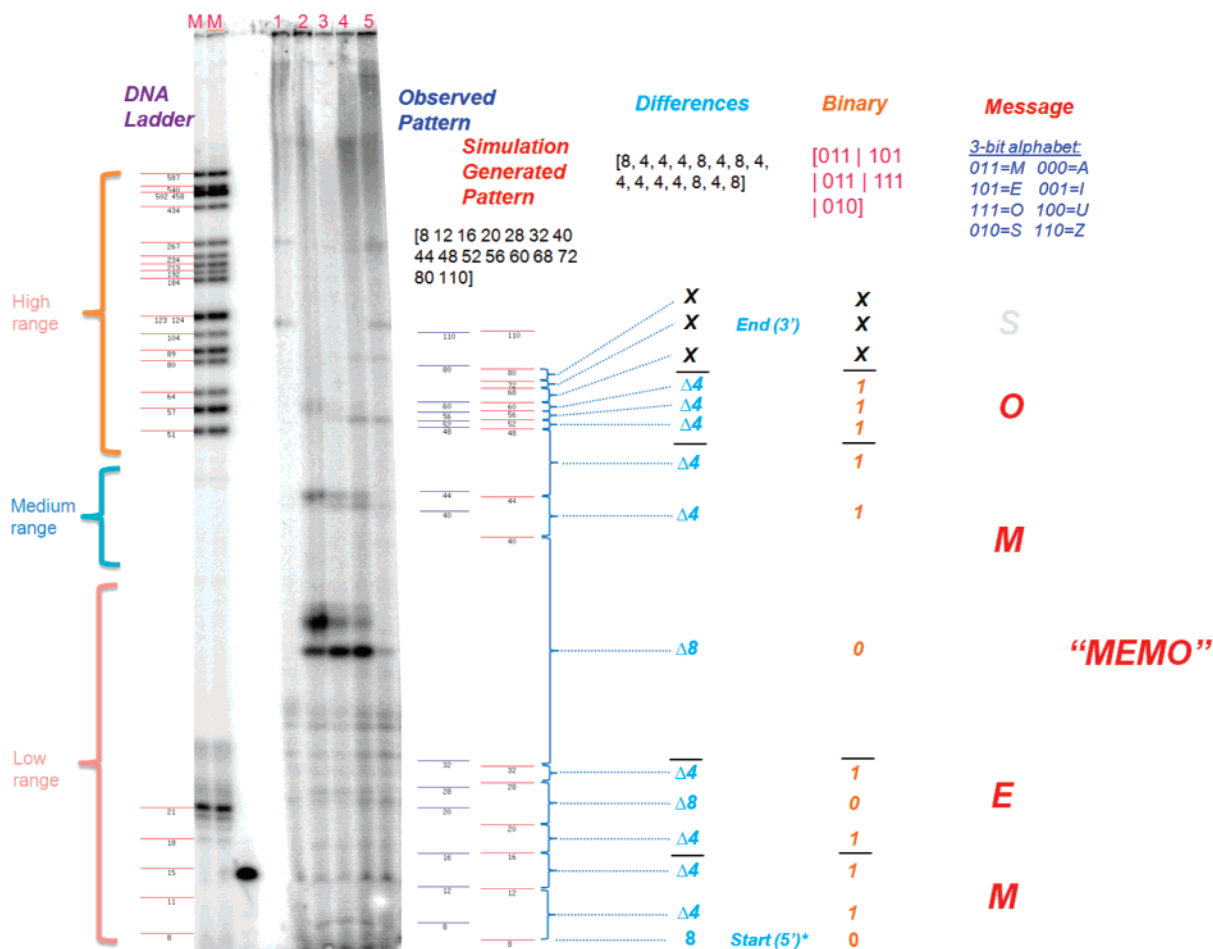 M M 1 2 3 4 5
DNA
Ladder
Observed
Pattern
Simulation
Generated
Pattern
Differences
Binary
Message
[8, 4, 4, 4, 8, 4, 8, 4,
4, 4, 4, 4, 8, 4, 8]
[011 | 101
| 011 | 111
| 010]
3-bit alphabet:
011=M 000=A
101=E 001=I
111=O 100=U
010=S 110=Z
[8 12 16 20 28 32 40
44 48 52 56 60 68 72
80 110]
High
range
Medium
range
Low
range
587
540
502 458
434
267
234
213
192
184
123 124
104
89
80
64
57
51
21
18
15
11
8
110
80
60
56
52
48
44
40
32
28
20
16
12
8
110
80
72
68
60
56
52
48
44
40
32
28
20
16
12
8
X X
X End (3') X
X X
S
Δ4 1
Δ4 1
Δ4 1
O
Δ4 1
Δ4 1
Δ8 0
M
"MEMO"
Δ4 1
Δ8 0
Δ4 1
E
Δ4 1
Δ4 1
8 Start (5')* 0
M